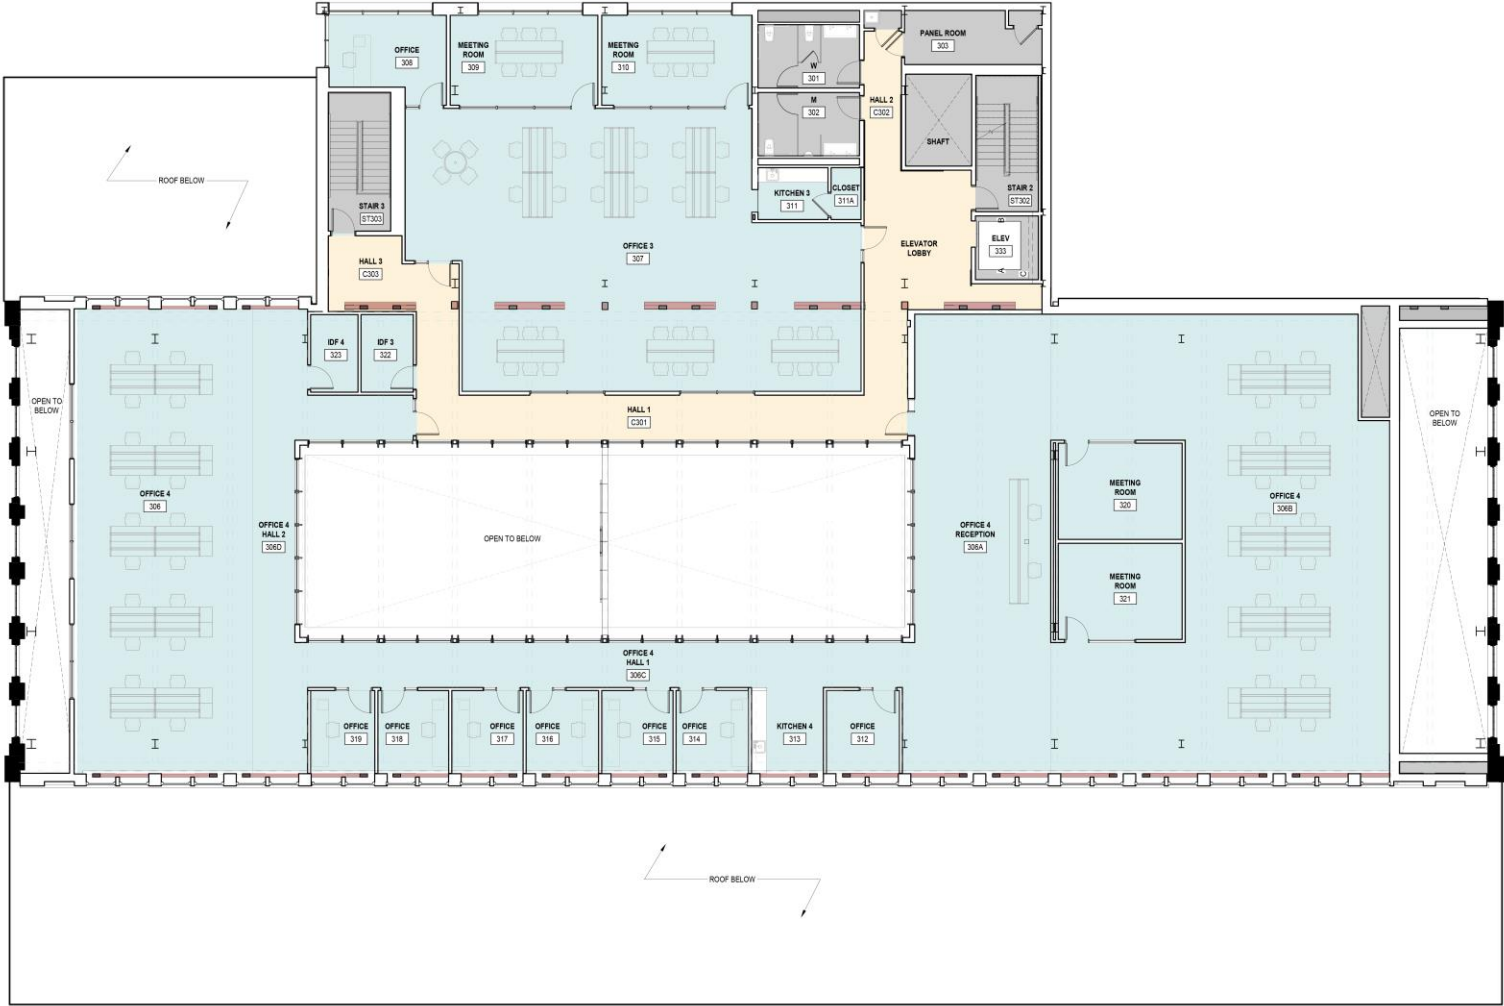 OFFICE
308
MEETING
ROOM
309
MEETING
ROOM
310
W
301
M
302
PANEL ROOM
303
HALL 2
C302
SHAFT
STAIR 2
ST302
ROOF BELOW
STAIR 3
ST303
KITCHEN 3
311
CLOSET
311A
ELEV
333
A
B
C
ELEVATOR
LOBBY
OFFICE 3
307
HALL 3
C303
IDF 4
323
IDF 3
322
OPEN TO
BELOW
HALL 1
C301
OPEN TO
BELOW
OFFICE 4
306
OFFICE 4
HALL 2
306D
OPEN TO BELOW
OFFICE 4
RECEPTION
306A
MEETING
ROOM
320
OFFICE 4
306B
MEETING
ROOM
321
OFFICE 4
HALL 1
306C
OFFICE
319
OFFICE
318
OFFICE
317
OFFICE
316
OFFICE
315
OFFICE
314
KITCHEN 4
313
OFFICE
312
ROOF BELOW